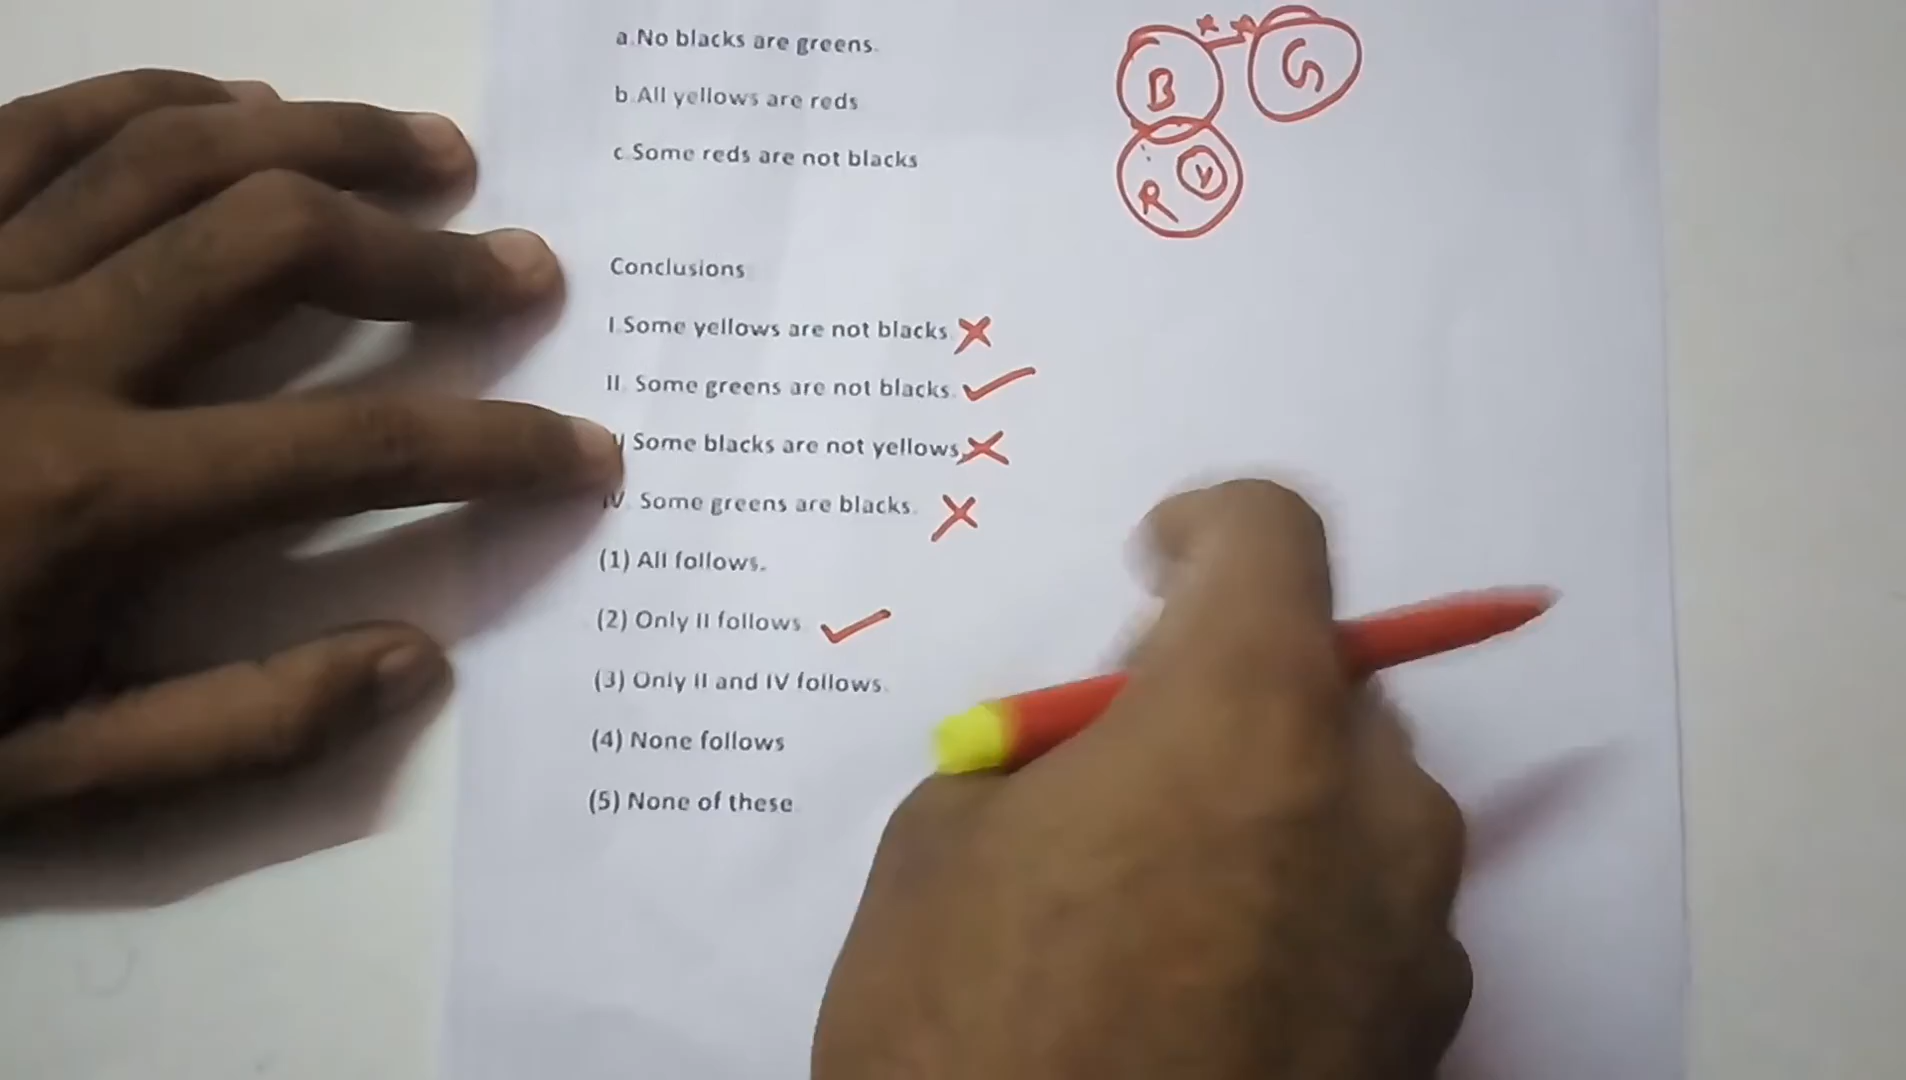 a.No blacks are greens.
b.All yellows are reds
c.Some reds are not blacks
B
G
R
Y
Conclusions
I.Some yellows are not blacks
II. Some greens are not blacks.
Some blacks are not yellows
IV. Some greens are blacks.
(1) All follows.
(2) Only II follows
(3) Only II and IV follows.
(4) None follows
(5) None of these